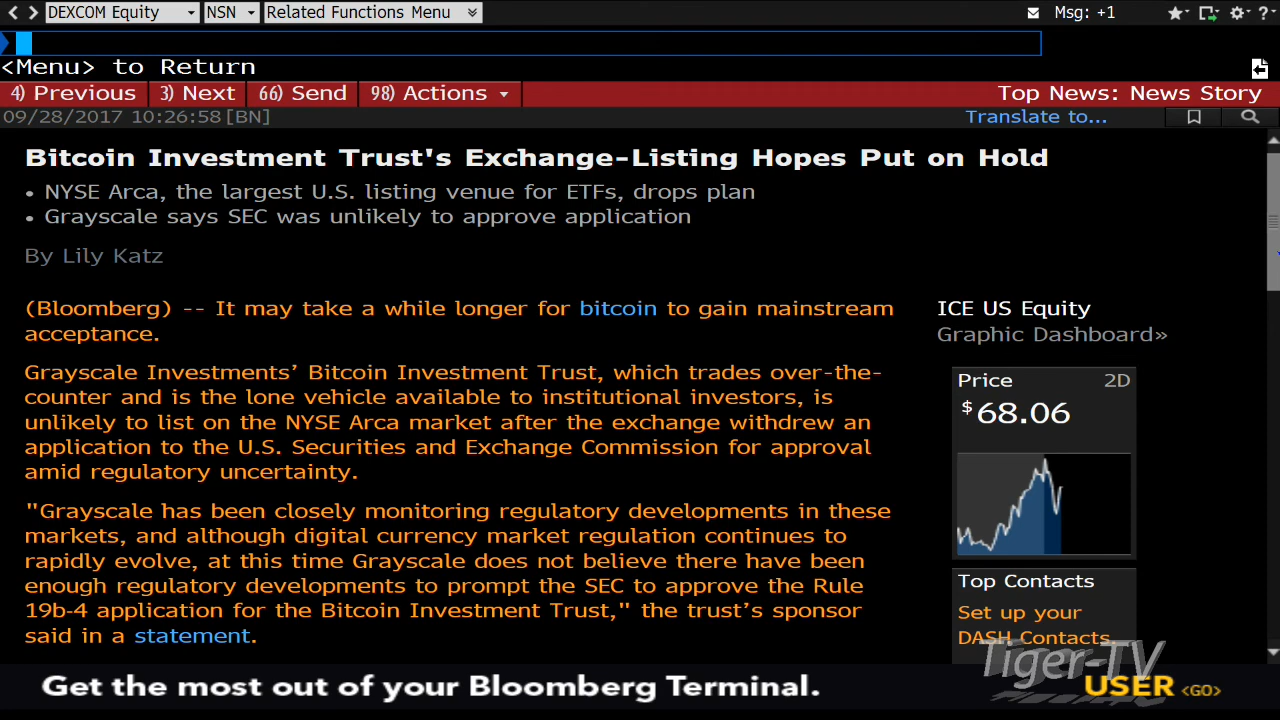 DEXCOM Equity NSN Related Functions Menu Msg: +1 ?
<Menu> to Return
4) Previous 3) Next 66) Send 98) Actions Top News: News Story
09/28/2017 10:26:58 [BN] Translate to...
Bitcoin Investment Trust's Exchange-Listing Hopes Put on Hold
• NYSE Arca, the largest U.S. listing venue for ETFs, drops plan
• Grayscale says SEC was unlikely to approve application
By Lily Katz
(Bloomberg) -- It may take a while longer for bitcoin to gain mainstream
acceptance.
Grayscale Investments’ Bitcoin Investment Trust, which trades over-the-
counter and is the lone vehicle available to institutional investors, is
unlikely to list on the NYSE Arca market after the exchange withdrew an
application to the U.S. Securities and Exchange Commission for approval
amid regulatory uncertainty.
"Grayscale has been closely monitoring regulatory developments in these
markets, and although digital currency market regulation continues to
rapidly evolve, at this time Grayscale does not believe there have been
enough regulatory developments to prompt the SEC to approve the Rule
19b-4 application for the Bitcoin Investment Trust," the trust’s sponsor
said in a statement.
ICE US Equity
Graphic Dashboard»
Price 2D
$68.06
Top Contacts
Set up your
DASH Contacts
Tiger-TV
Get the most out of your Bloomberg Terminal. USER <GO>